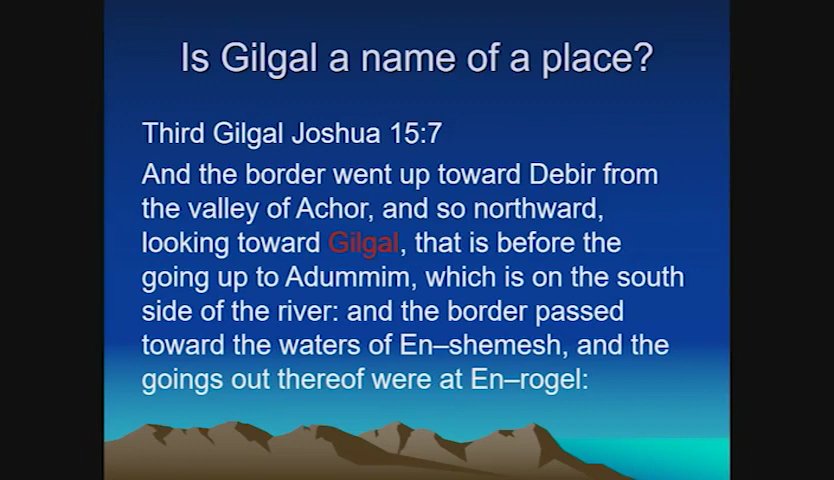 Is Gilgal a name of a place?
Third Gilgal Joshua 15:7
And the border went up toward Debir from
the valley of Achor, and so northward,
looking toward Gilgal, that is before the
going up to Adummim, which is on the south
side of the river: and the border passed
toward the waters of En–shemesh, and the
goings out thereof were at En–rogel: